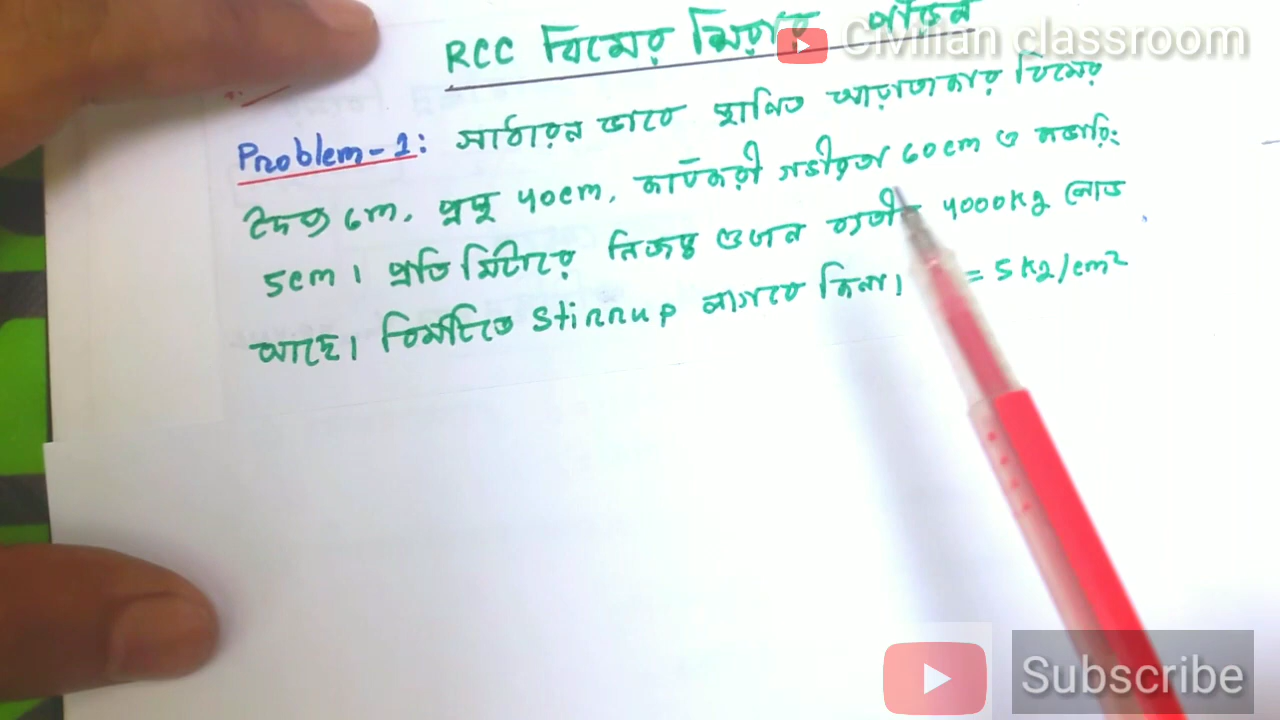 RCC বিমের শিয়ার পীড়ন
Civilian classroom
Problem-1: সাধারন ভাবে স্থাপিত আয়তাকার বিমের
দৈর্ঘ্য 6m, প্রস্থ 40cm, কার্যকরী গভীরতা 60cm ও কভারিং
5cm। প্রতি মিটারে নিজস্ব ওজন ব্যতীত 4000kg লোড
আছে। বিমটিতে Stirrup লাগবে কিনা। = 5kg/cm²
Subscribe